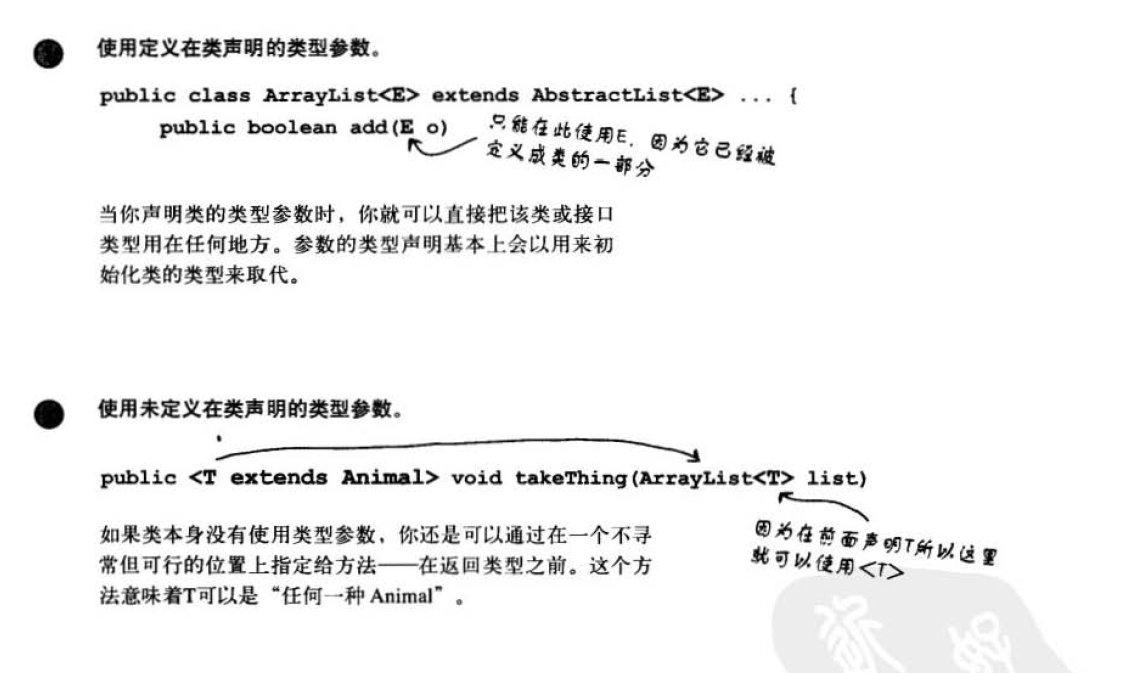 使用定义在类声明的类型参数。
public class ArrayList<E> extends AbstractList<E> ... {
public boolean add(E o)
只能在此使用E，因为它已经被
定义成类的一部分
当你声明类的类型参数时，你就可以直接把该类或接口
类型用在任何地方。参数的类型声明基本上会以用来初
始化类的类型来取代。
使用未定义在类声明的类型参数。
public <T extends Animal> void takeThing(ArrayList<T> list)
如果类本身没有使用类型参数，你还是可以通过在一个不寻
常但可行的位置上指定给方法——在返回类型之前。这个方
法意味着T可以是“任何一种 Animal”。
因为在前面声明T所以这里
就可以使用<T>